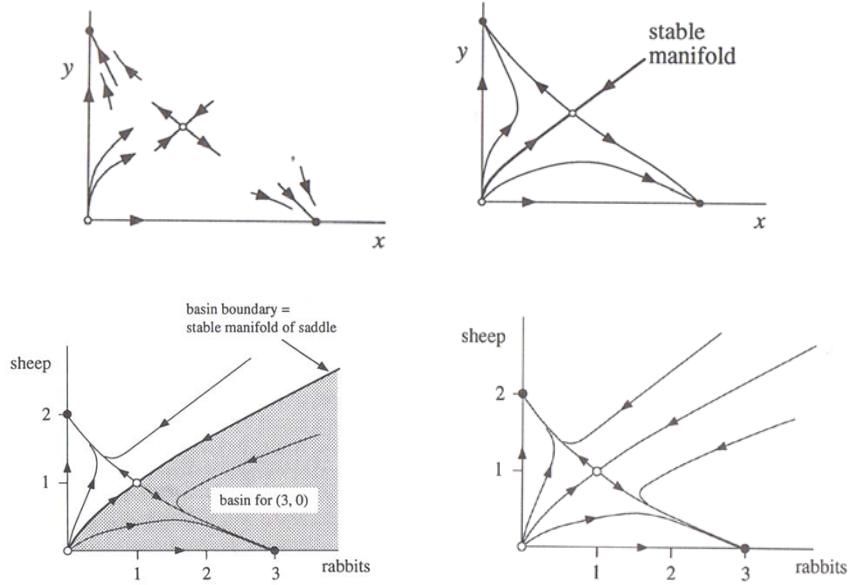 y
x
y
stable
manifold
x
basin boundary =
stable manifold of saddle
sheep
2
1
basin for (3, 0)
1
2
3
rabbits
sheep
2
1
1
2
3
rabbits